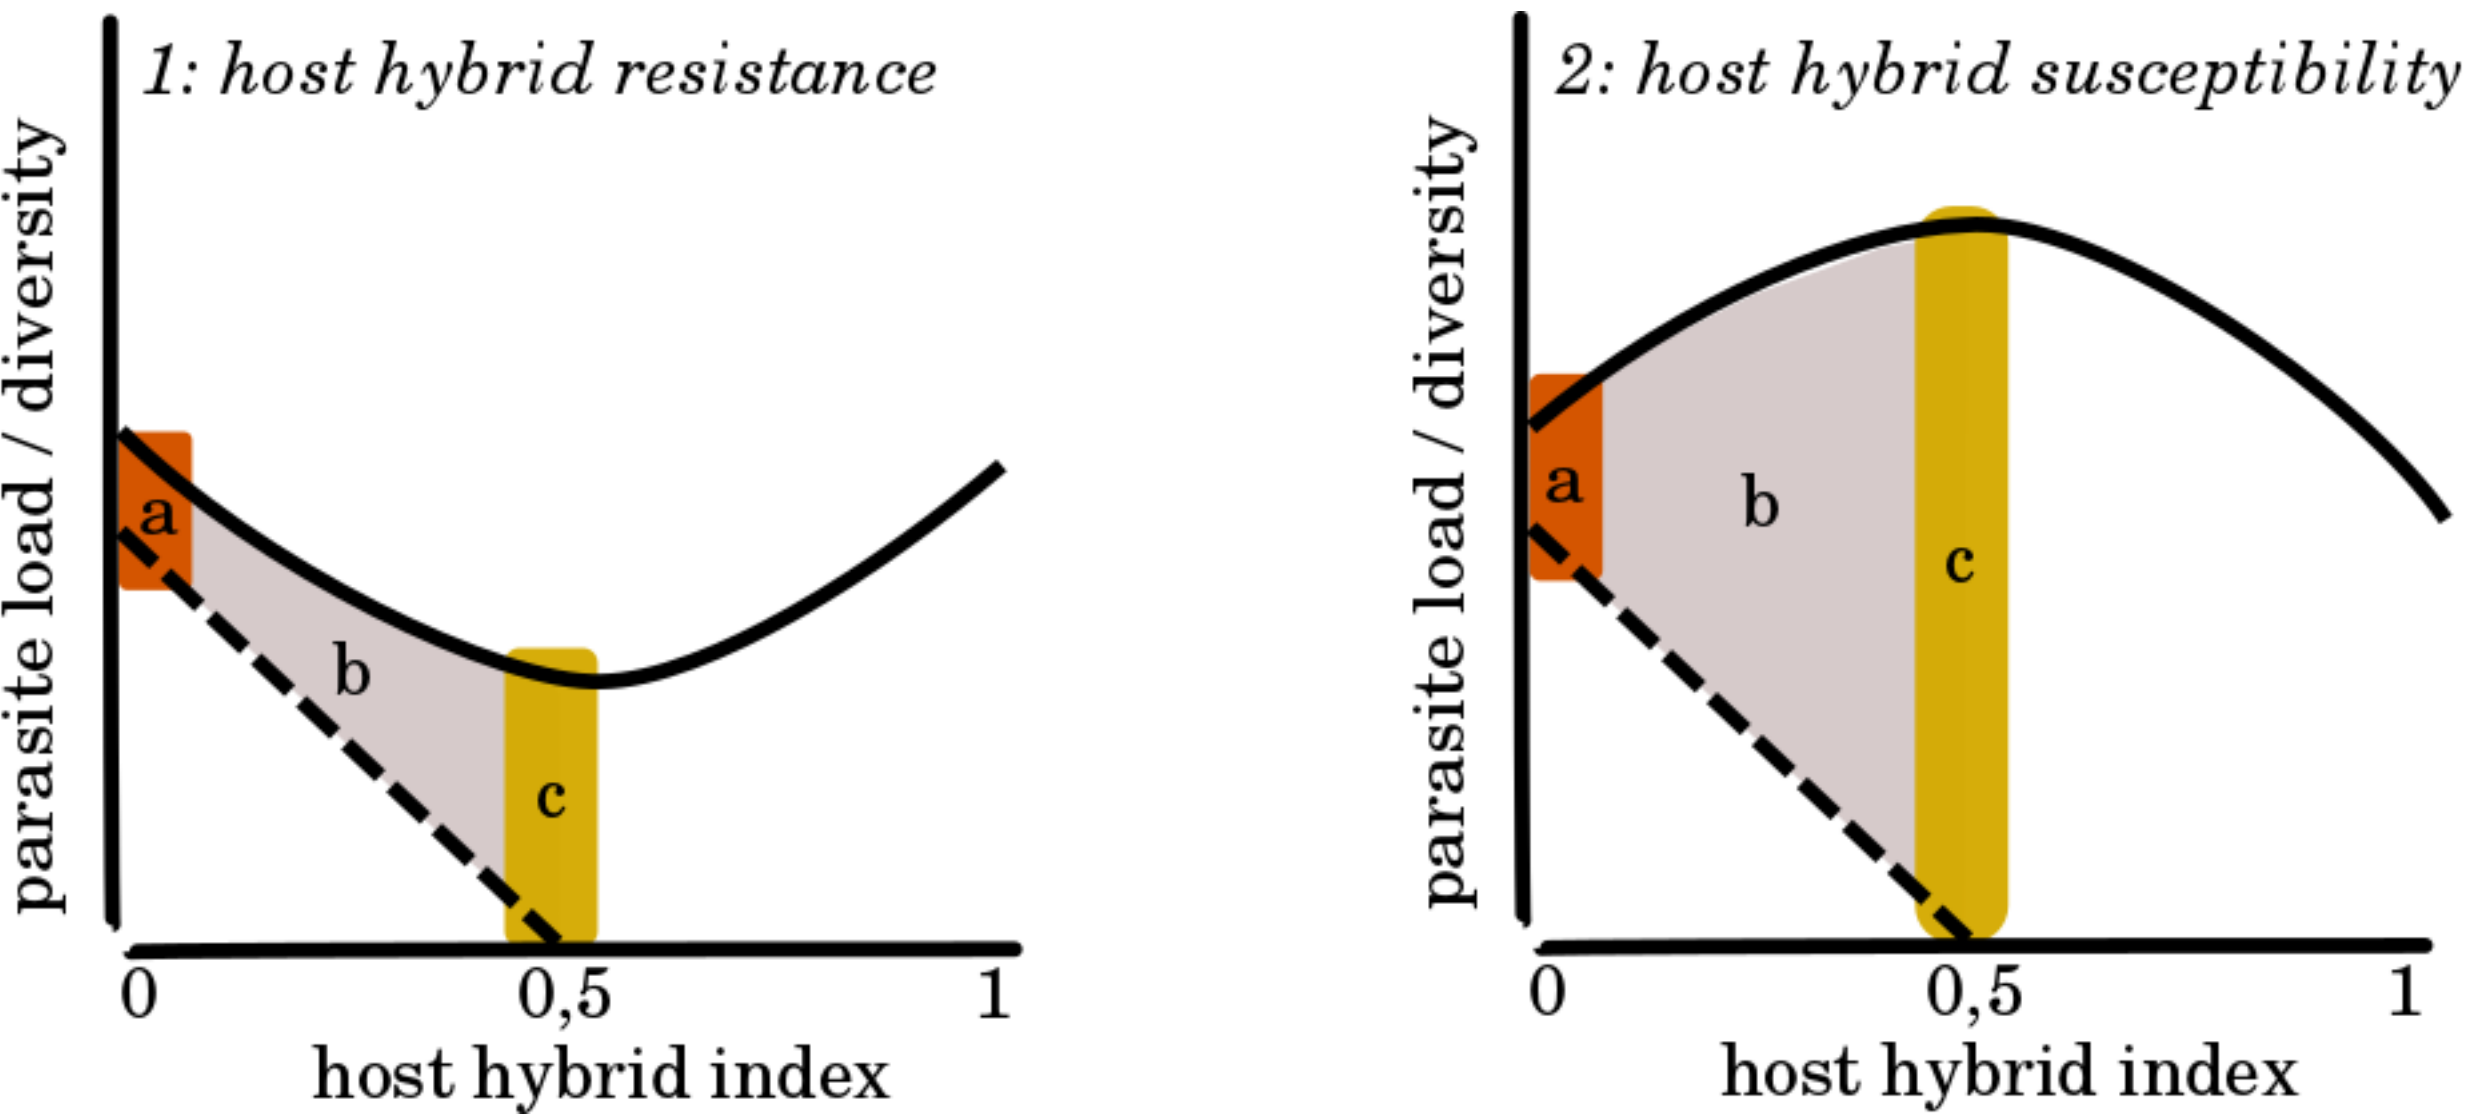 1: host hybrid resistance
parasite load / diversity
a
b
c
0
0,5
1
host hybrid index
2: host hybrid susceptibility
parasite load / diversity
a
b
c
0
0,5
1
host hybrid index